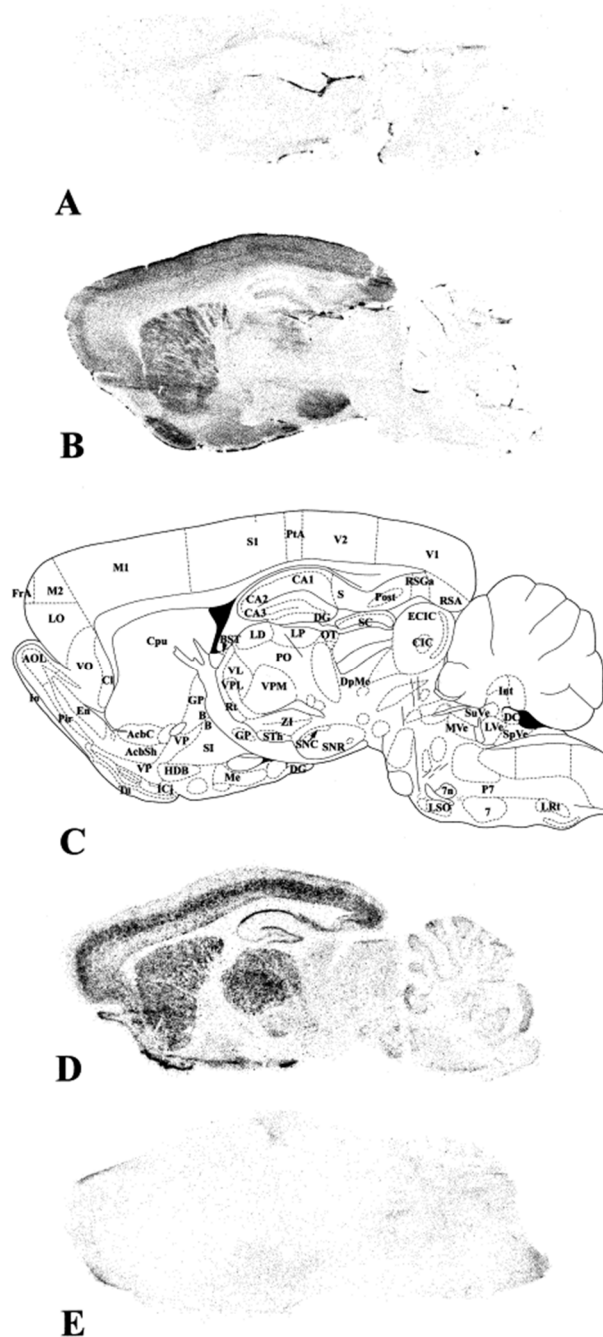 A
B
S1 PtA V2
M1 V1
FrA M2
LO
CA1 RSGa
CA2 S Post RSA
CA3 DG SC ECIC
AOL VO Cpu BST LD LP OT CIC
Cl PO
Io VL DpMe Int
En VPL VPM SuVe DC
Pir GP Rt MVe LVe SpVe
AcbC B ZI
AcbSh VP B GP STh SNC SNR
VP SI
Tu ICj HDB Me DG 7n P7
LSO 7 LRt
C
D
E